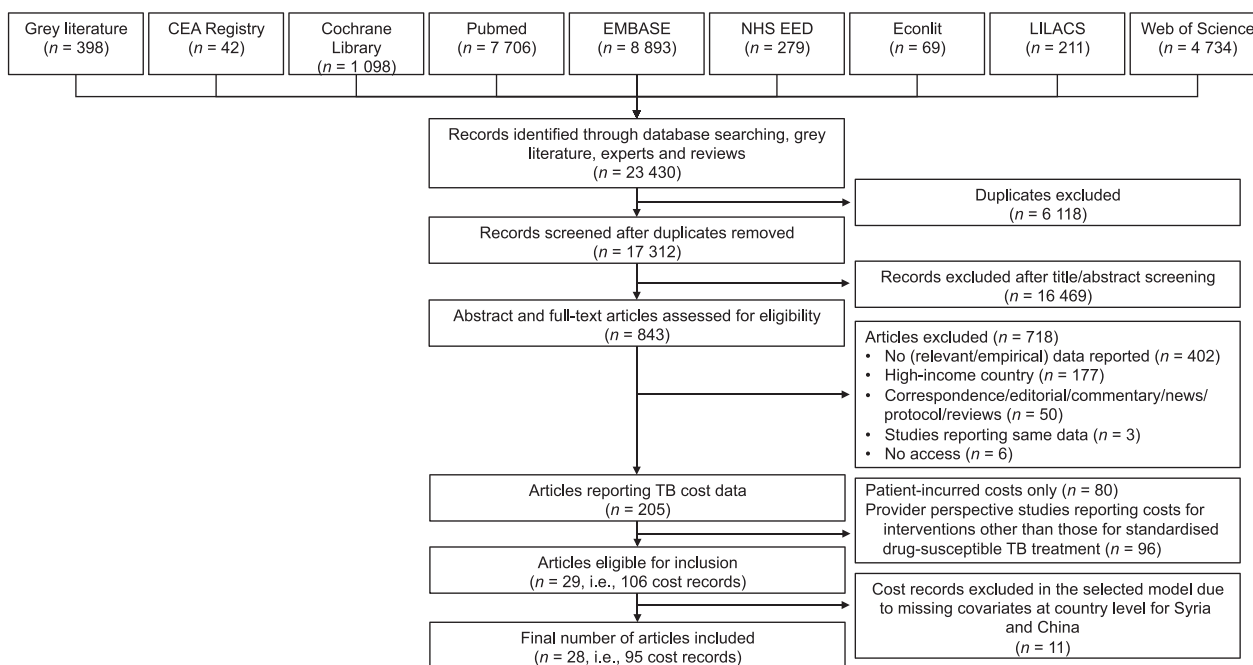 Grey literature
(n = 398)
CEA Registry
(n = 42)
Cochrane
Library
(n = 1 098)
Pubmed
(n = 7 706)
EMBASE
(n = 8 893)
NHS EED
(n = 279)
Econlit
(n = 69)
LILACS
(n = 211)
Web of Science
(n = 4 734)
Records identified through database searching, grey
literature, experts and reviews
(n = 23 430)
Duplicates excluded
(n = 6 118)
Records screened after duplicates removed
(n = 17 312)
Records excluded after title/abstract screening
(n = 16 469)
Abstract and full-text articles assessed for eligibility
(n = 843)
Articles excluded (n = 718)
• No (relevant/empirical) data reported (n = 402)
• High-income country (n = 177)
• Correspondence/editorial/commentary/news/
protocol/reviews (n = 50)
• Studies reporting same data (n = 3)
• No access (n = 6)
Articles reporting TB cost data
(n = 205)
Patient-incurred costs only (n = 80)
Provider perspective studies reporting costs for
interventions other than those for standardised
drug-susceptible TB treatment (n = 96)
Articles eligible for inclusion
(n = 29, i.e., 106 cost records)
Cost records excluded in the selected model due
to missing covariates at country level for Syria
and China
(n = 11)
Final number of articles included
(n = 28, i.e., 95 cost records)